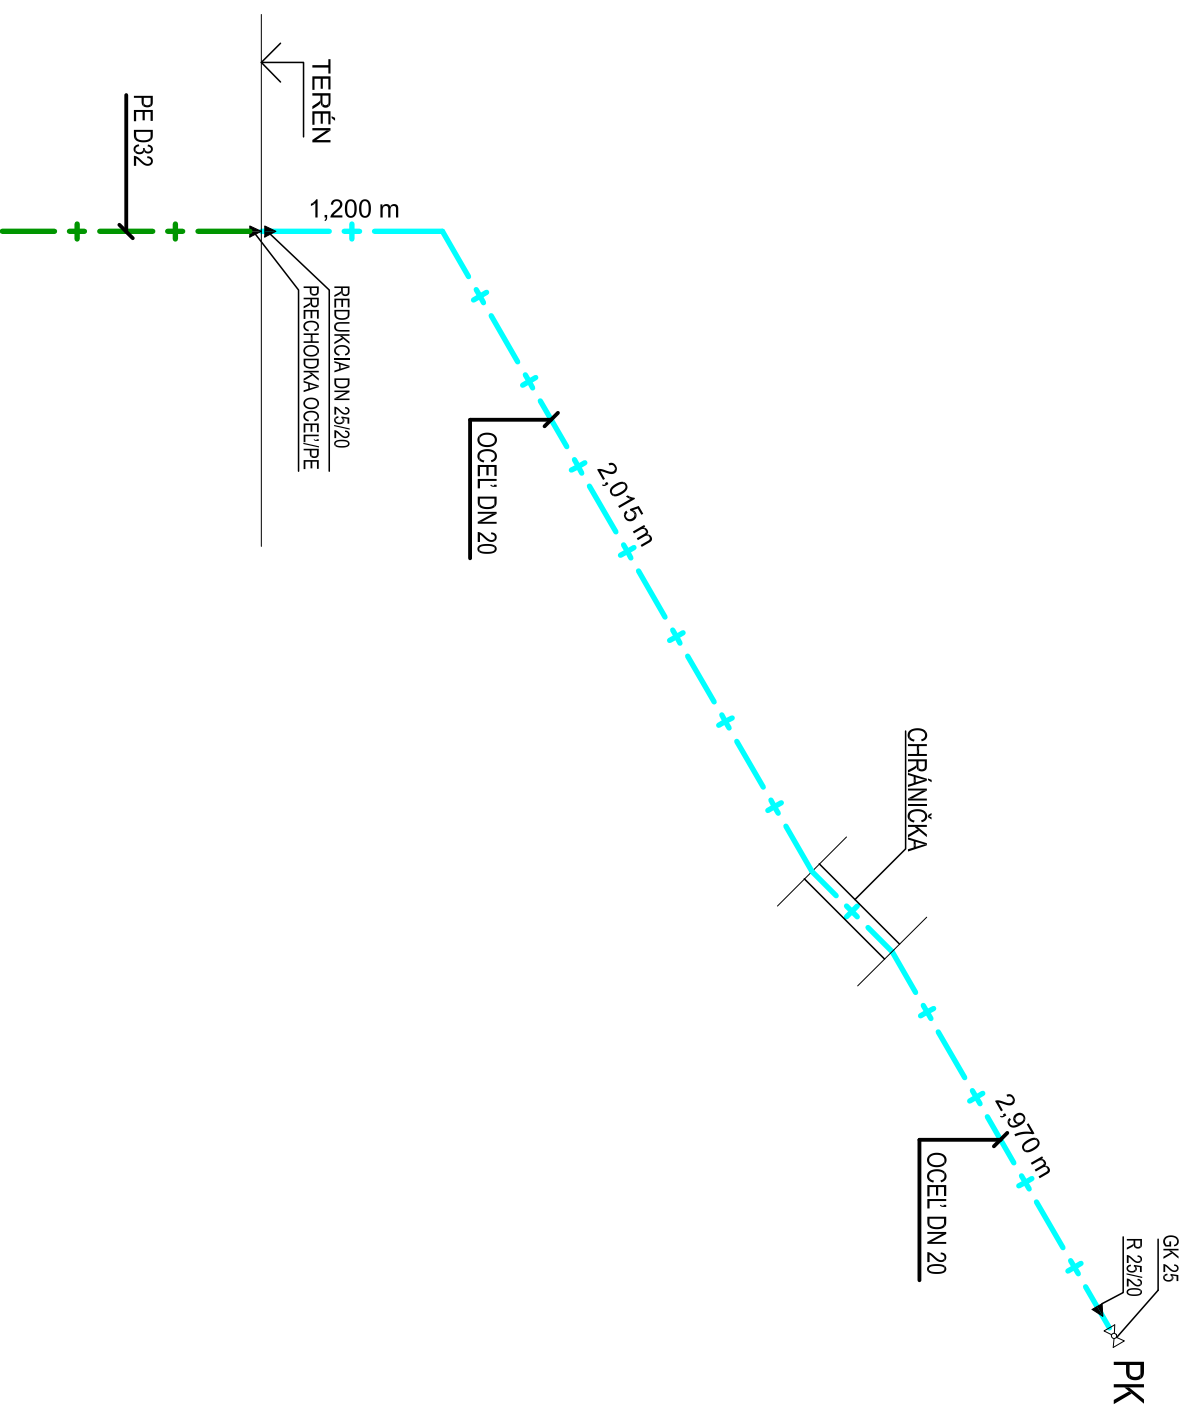 TERÉN
PE D32
1,200 m
REDUKCIA DN 25/20
PRECHODKA OCEĽ/PE
OCEĽ DN 20
2,015 m
CHRÁNIČKA
2,970 m
OCEĽ DN 20
GK 25
R 25/20
PK